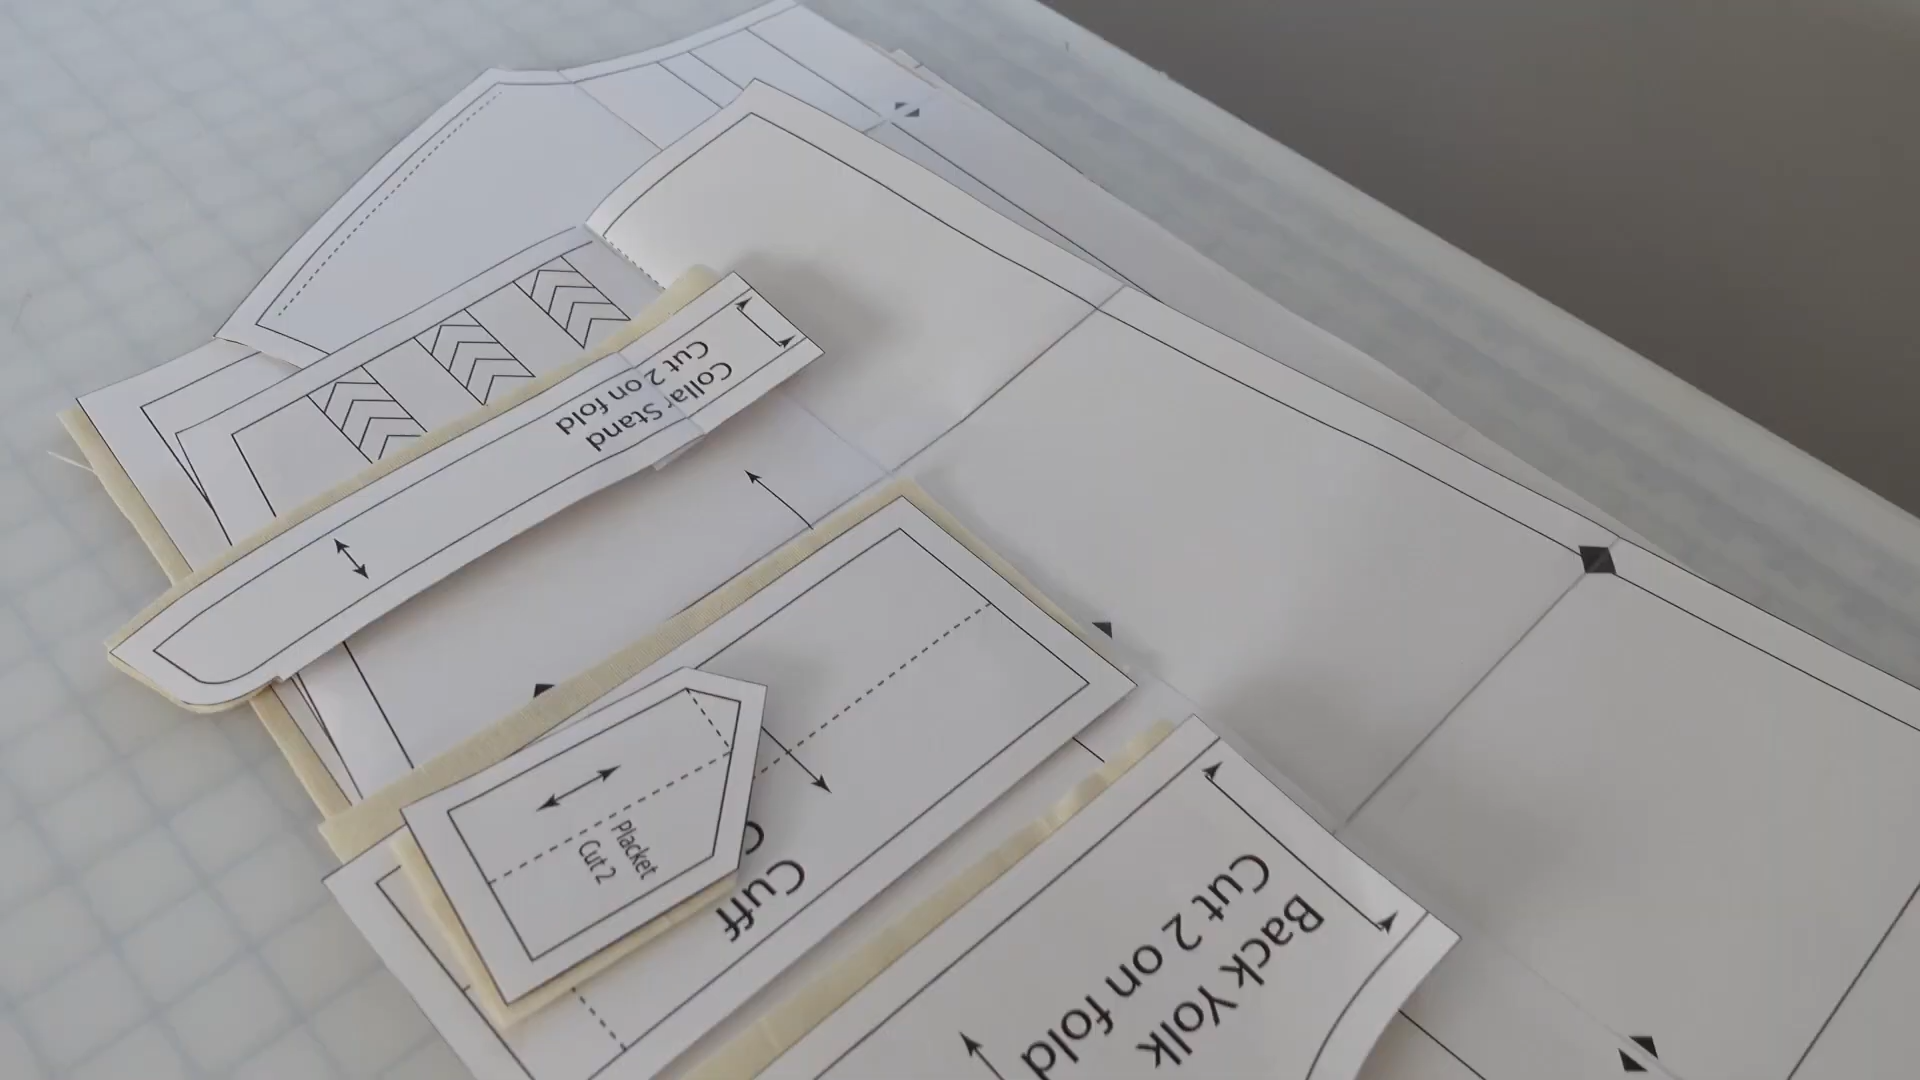 Collar Stand
Cut 2 on fold
Placket
Cut 2
Cuff
C
Back Yolk
Cut 2 on fold